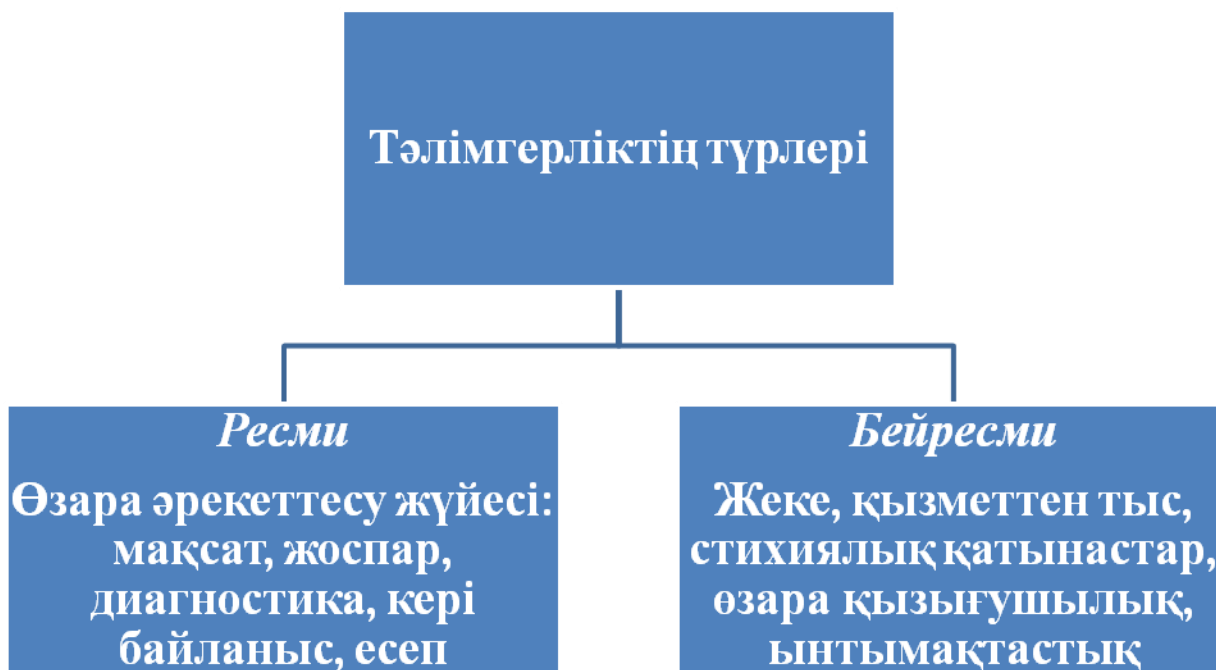 Тәлімгерліктің түрлері
Ресми
Өзара әрекеттесу жүйесі:
мақсат, жоспар,
диагностика, кері
байланыс, есеп
Бейресми
Жеке, қызметтен тыс,
стихиялық қатынастар,
өзара қызығушылық,
ынтымақтастық